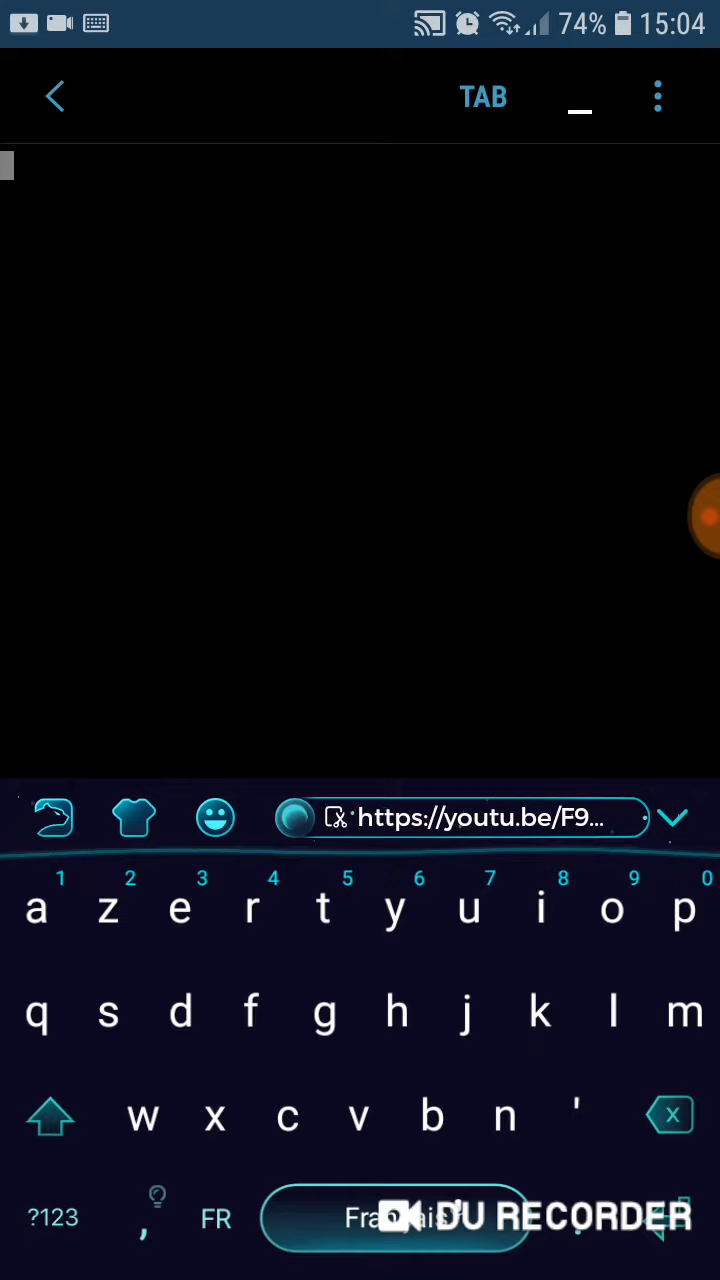 74% 15:04
TAB
https://youtu.be/F9...
1 2 3 4 5 6 7 8 9 0
a z e r t y u i o p
q s d f g h j k l m
w x c v b n '
?123 , FR Français .
DU RECORDER